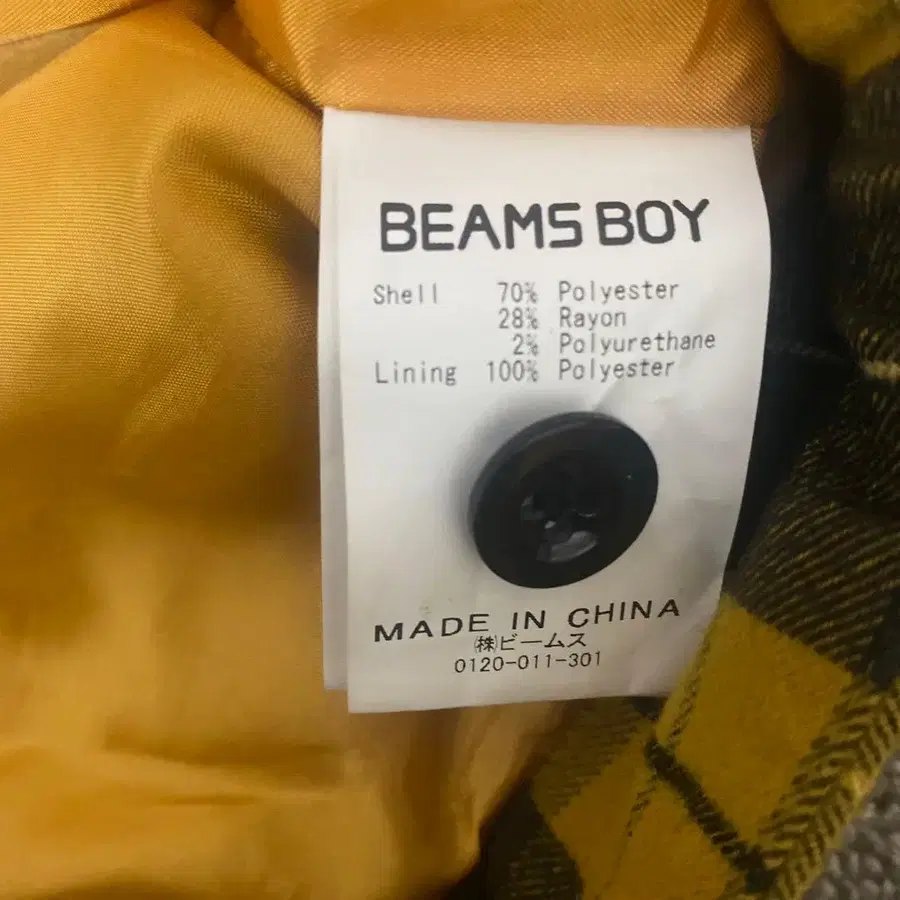 BEAMS BOY
Shell 70% Polyester
28% Rayon
2% Polyurethane
Lining 100% Polyester
MADE IN CHINA
㈱ビームス
0120-011-301